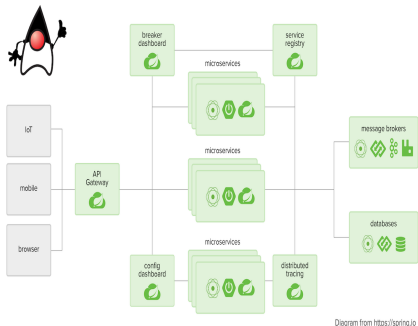 breaker
dashboard
service
registry
microservices
IoT
mobile
browser
API
Gateway
microservices
message brokers
databases
microservices
config
dashboard
distributed
tracing
Diagram from https://spring.io